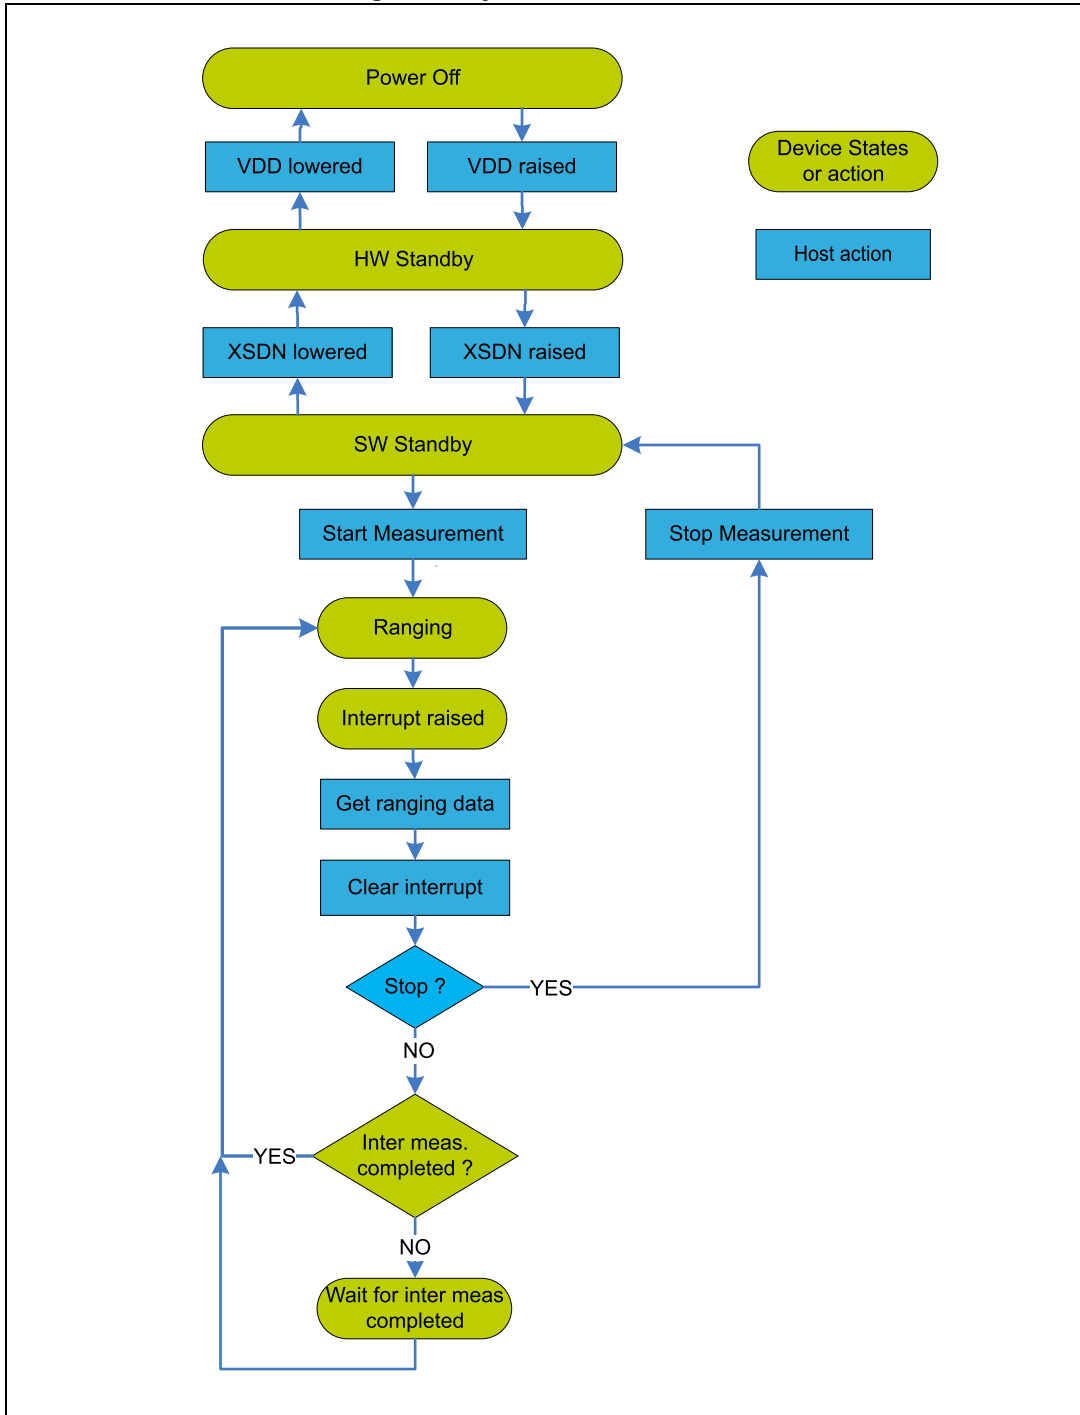 Power Off
VDD lowered
VDD raised
Device States
or action
HW Standby
Host action
XSDN lowered
XSDN raised
SW Standby
Start Measurement
Stop Measurement
Ranging
Interrupt raised
Get ranging data
Clear interrupt
Stop ?
YES
NO
Inter meas.
completed ?
YES
NO
Wait for inter meas
completed